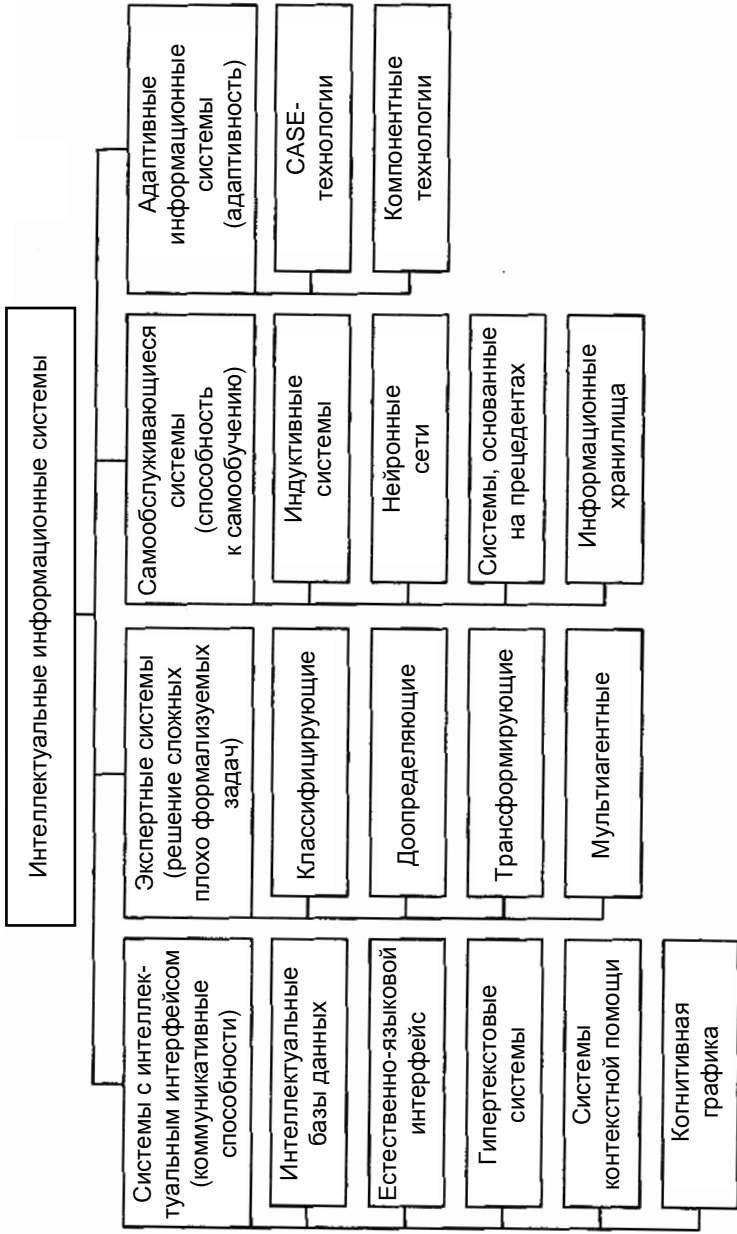 Интеллектуальные информационные системы
Системы с интеллек-
туальным интерфейсом
(коммуникативные
способности)
Интеллектуальные
базы данных
Естественно-языковой
интерфейс
Гипертекстовые
системы
Системы
контекстной помощи
Когнитивная
графика
Экспертные системы
(решение сложных
плохо формализуемых
задач)
Классифицирующие
Доопределяющие
Трансформирующие
Мультиагентные
Самообслуживающиеся
системы
(способность
к самообучению)
Индуктивные
системы
Нейронные
сети
Системы, основанные
на прецедентах
Информационные
хранилища
Адаптивные
информационные
системы
(адаптивность)
CASE-
технологии
Компонентные
технологии